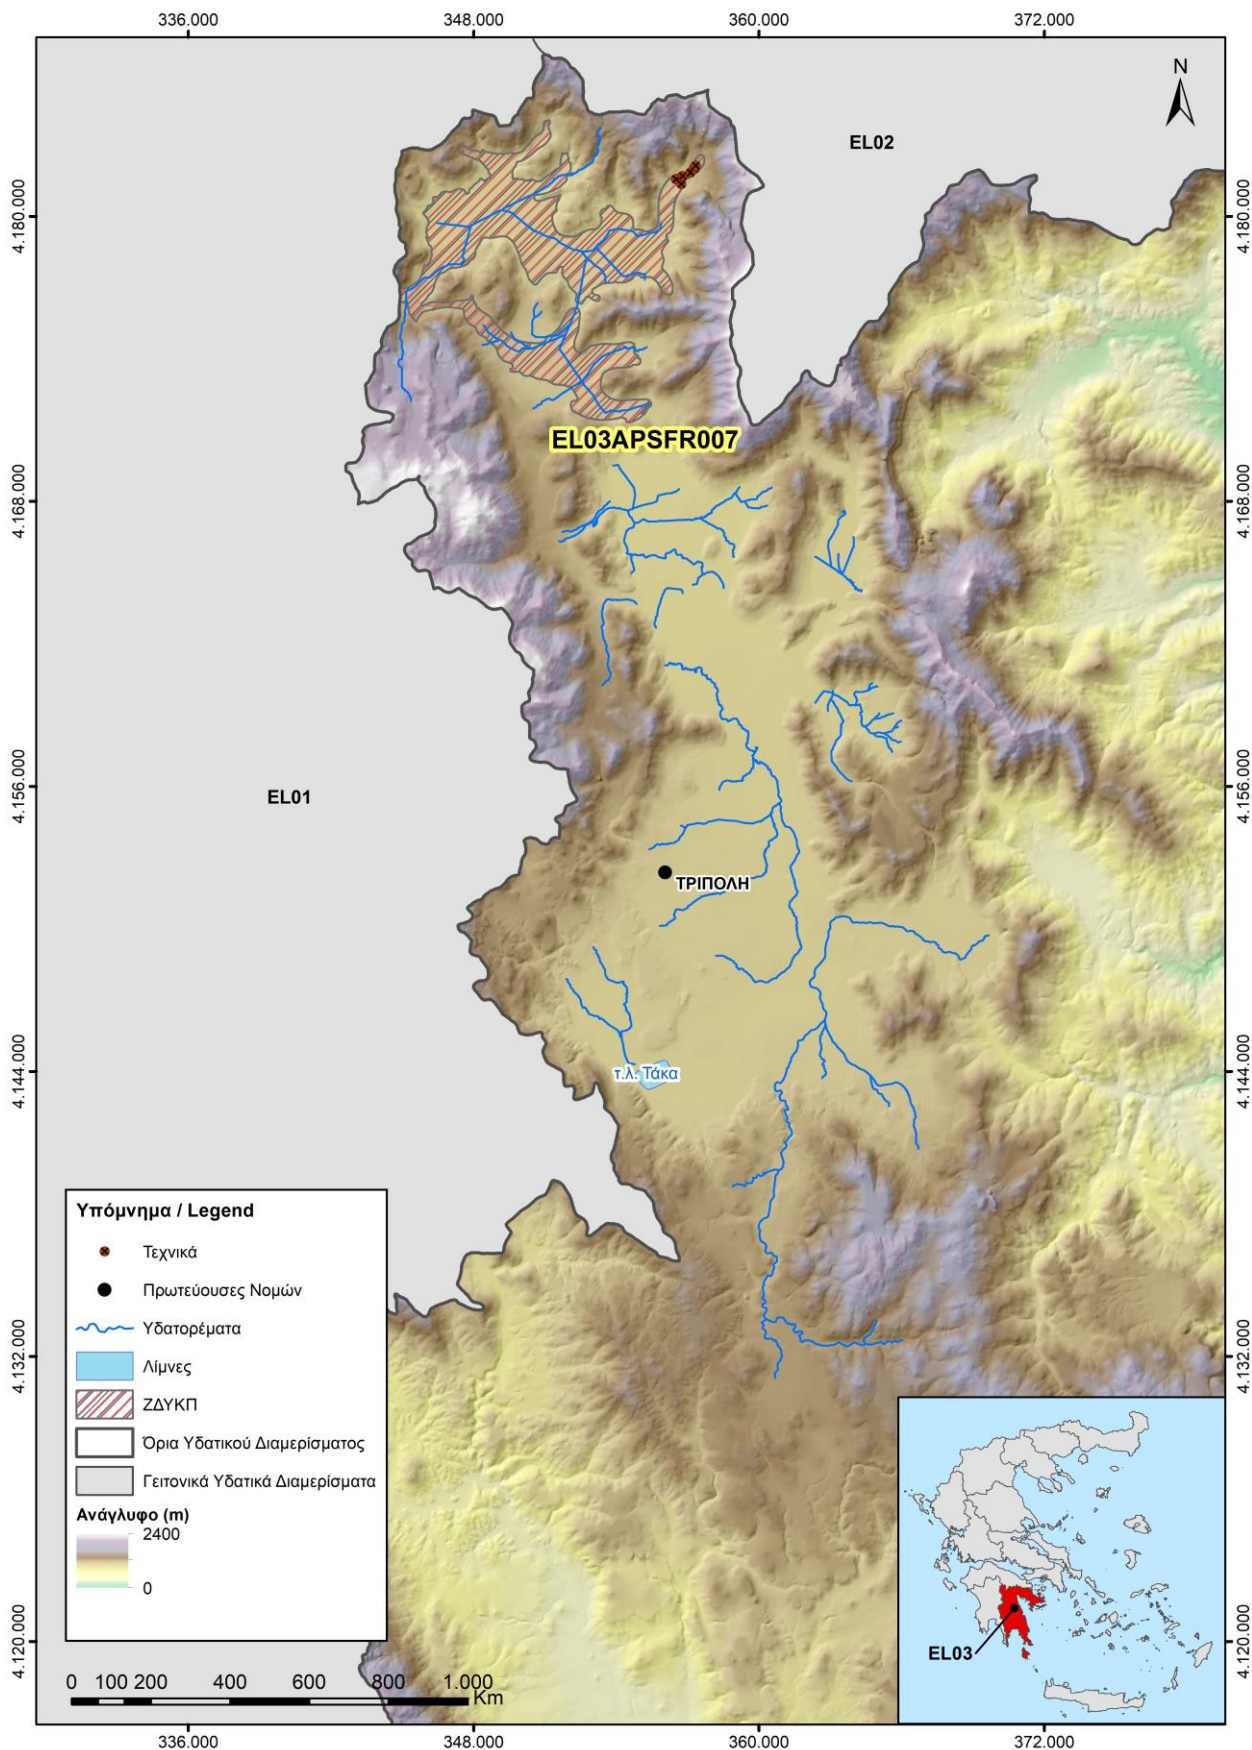 336.000 348.000 360.000 372.000
N
EL02
4.180.000 4.180.000
EL03APSFR007
4.168.000 4.168.000
4.156.000 4.156.000
EL01
ΤΡΙΠΟΛΗ
4.144.000 4.144.000
τ.λ. Τάκα
Υπόμνημα / Legend
Τεχνικά
Πρωτεύουσες Νομών
Υδατορέματα
4.132.000 4.132.000
Λίμνες
ΖΔΥΚΠ
Όρια Υδατικού Διαμερίσματος
Γειτονικά Υδατικά Διαμερίσματα
Ανάγλυφο (m)
2400
0
4.120.000 4.120.000
EL03
0 100 200 400 600 800 1.000
Km
336.000 348.000 360.000 372.000